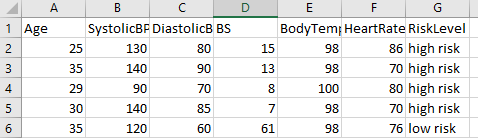 A B C D E F G
1 Age SystolicBP DiastolicB BS BodyTemp HeartRate RiskLevel
2 25 130 80 15 98 86 high risk
3 35 140 90 13 98 70 high risk
4 29 90 70 8 100 80 high risk
5 30 140 85 7 98 70 high risk
6 35 120 60 61 98 76 low risk